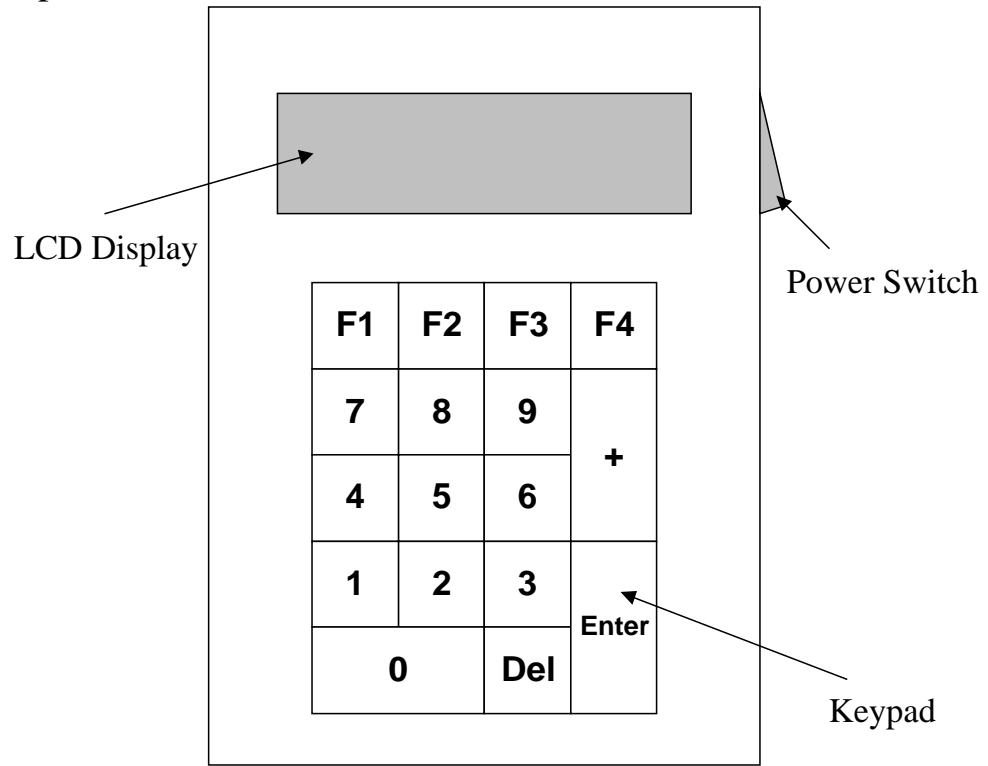 LCD Display
Power Switch
F1 F2 F3 F4
7 8 9
+
4 5 6
1 2 3
Enter
0 Del
Keypad